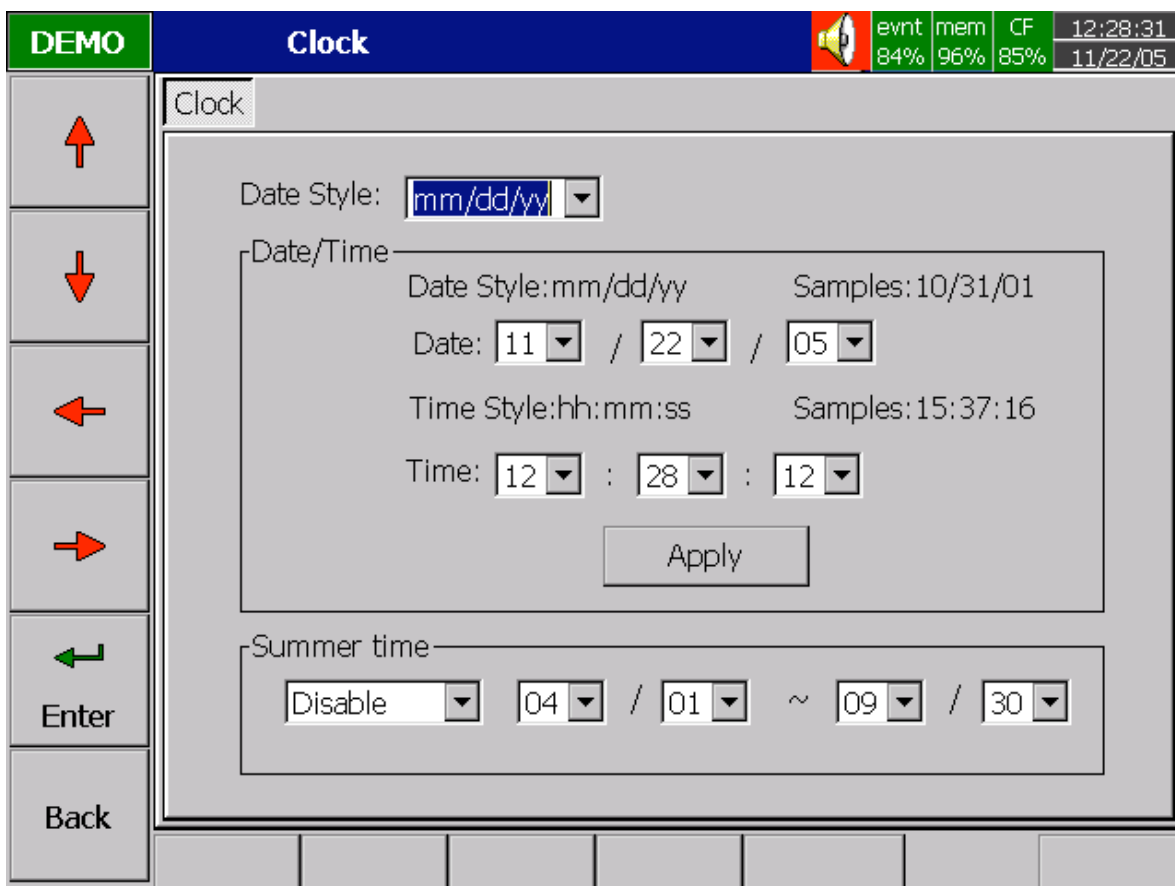 DEMO Clock evnt mem CF 12:28:31
84% 96% 85% 11/22/05
Clock
Date Style: mm/dd/yy
Date/Time
Date Style:mm/dd/yy Samples:10/31/01
Date: 11 / 22 / 05
Time Style:hh:mm:ss Samples:15:37:16
Time: 12 : 28 : 12
Apply
Summer time
Disable 04 / 01 ~ 09 / 30
Enter
Back